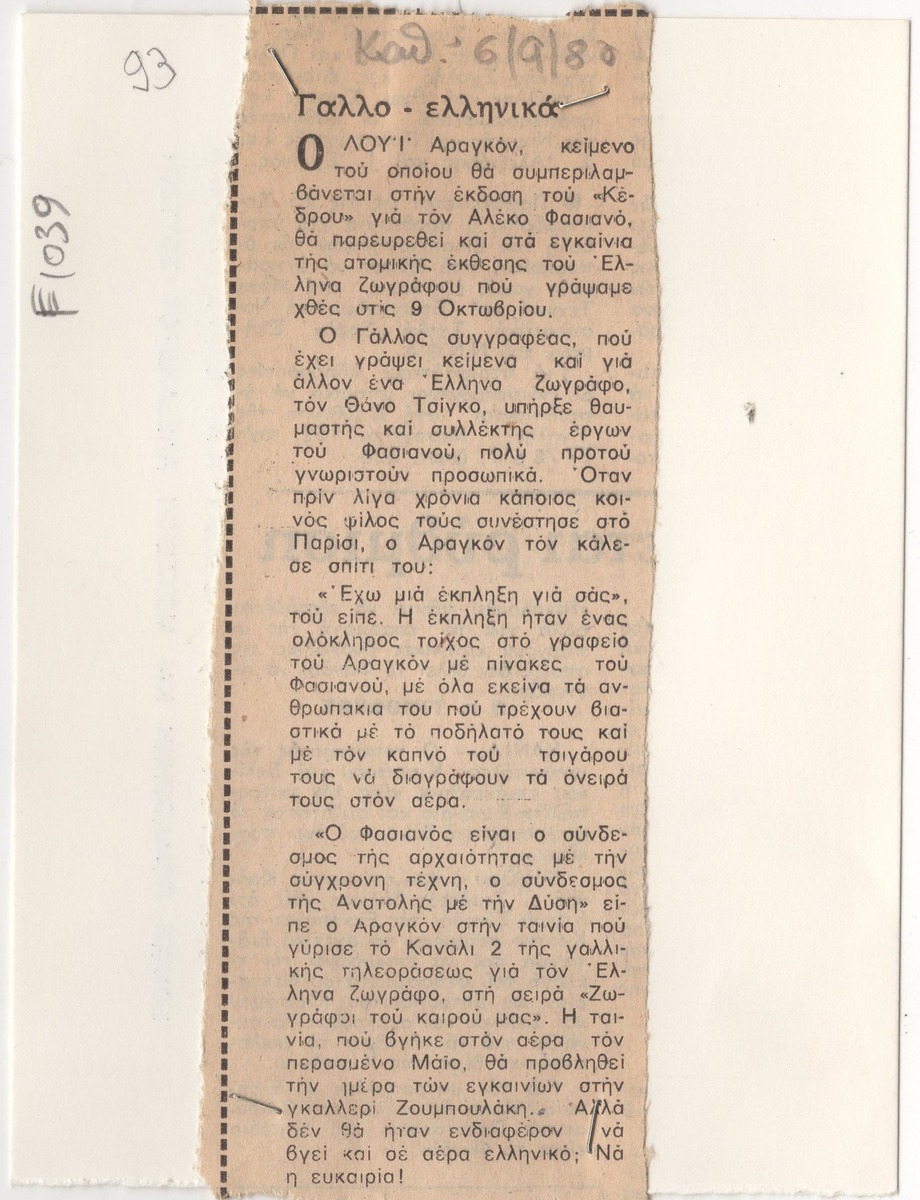 93
F1039
Καθ. 6/9/80
Γαλλο - ελληνικά
Ο ΛΟΥΪ Αραγκόν, κείμενο
τού οποίου θά συμπεριλαμ-
βάνεται στήν έκδοση τού «Κέ-
δρου» γιά τόν Αλέκο Φασιανό,
θά παρευρεθεί καί στά εγκαίνια
τής ατομικής έκθεσης τού Έλ-
ληνα ζωγράφου πού γράψαμε
χθές στίς 9 Οκτωβρίου.
Ο Γάλλος συγγραφέας, πού
έχει γράψει κείμενα καί γιά
άλλον ένα Έλληνα ζωγράφο,
τόν Θάνο Τσίγκο, υπήρξε θαυ-
μαστής καί συλλέκτης έργων
τού Φασιανού, πολύ προτού
γνωριστούν προσωπικά. Όταν
πρίν λίγα χρόνια κάποιος κοι-
νός φίλος τούς συνέστησε στό
Παρίσι, ο Αραγκόν τόν κάλε-
σε σπίτι του:
«Έχω μιά έκπληξη γιά σάς»,
τού είπε. Η έκπληξη ήταν ένας
ολόκληρος τοίχος στό γραφείο
τού Αραγκόν μέ πίνακες τού
Φασιανού, μέ όλα εκείνα τά αν-
θρωπακια του πού τρέχουν βια-
στικά μέ τό ποδήλατό τους καί
μέ τόν καπνό τού τσιγάρου
τους νά διαγράφουν τά όνειρά
τους στόν αέρα.
«Ο Φασιανός είναι ο σύνδε-
σμος τής αρχαιότητας μέ τήν
σύγχρονη τέχνη, ο σύνδεσμος
τής Ανατολής μέ τήν Δύση» εί-
πε ο Αραγκόν στήν ταινία πού
γύρισε τό Κανάλι 2 τής γαλλι-
κής τηλεοράσεως γιά τόν Έλ-
ληνα ζωγράφο, στή σειρά «Ζω-
γράφοι τού καιρού μας». Η ται-
νία, πού βγήκε στόν αέρα τόν
περασμένο Μάϊο, θά προβληθεί
τήν ημέρα τών εγκαινίων στήν
γκαλλερί Ζουμπουλάκη. Αλλά
δέν θά ήταν ενδιαφέρον νά
βγεί καί σέ αέρα ελληνικό; Νά
η ευκαιρία!